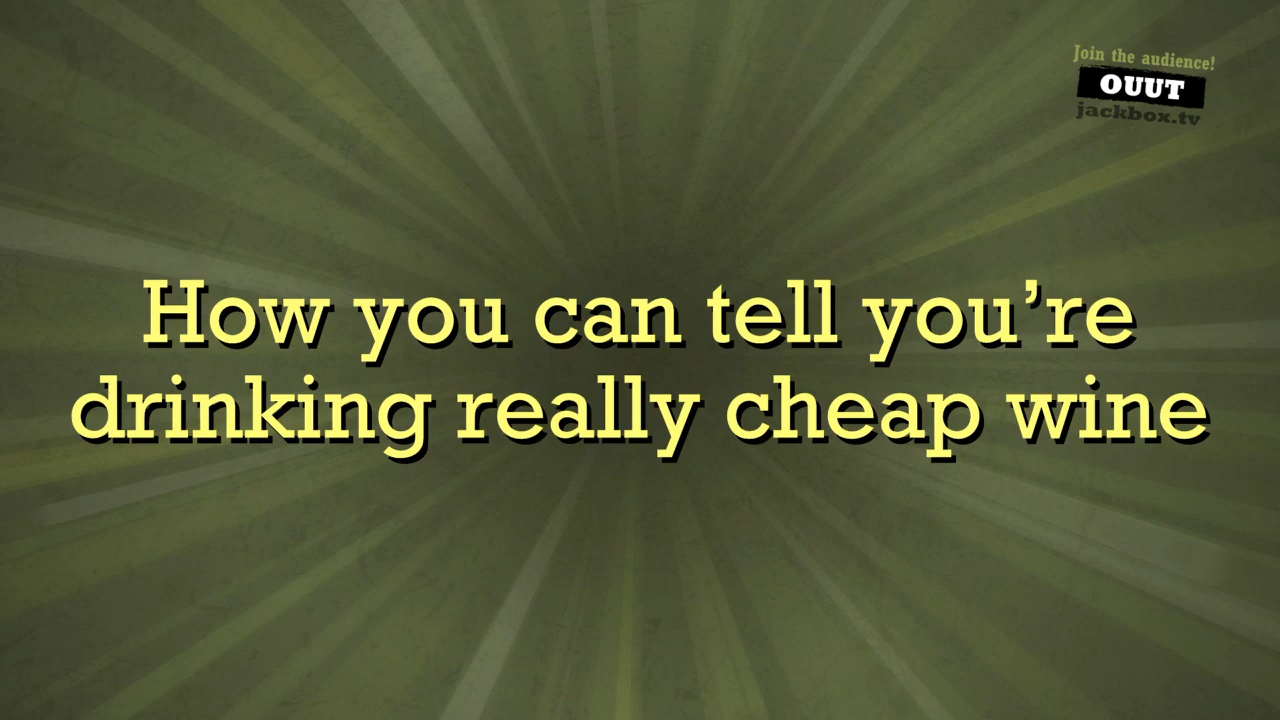 Join the audience!
OUUT
jackbox.tv
How you can tell you’re
drinking really cheap wine